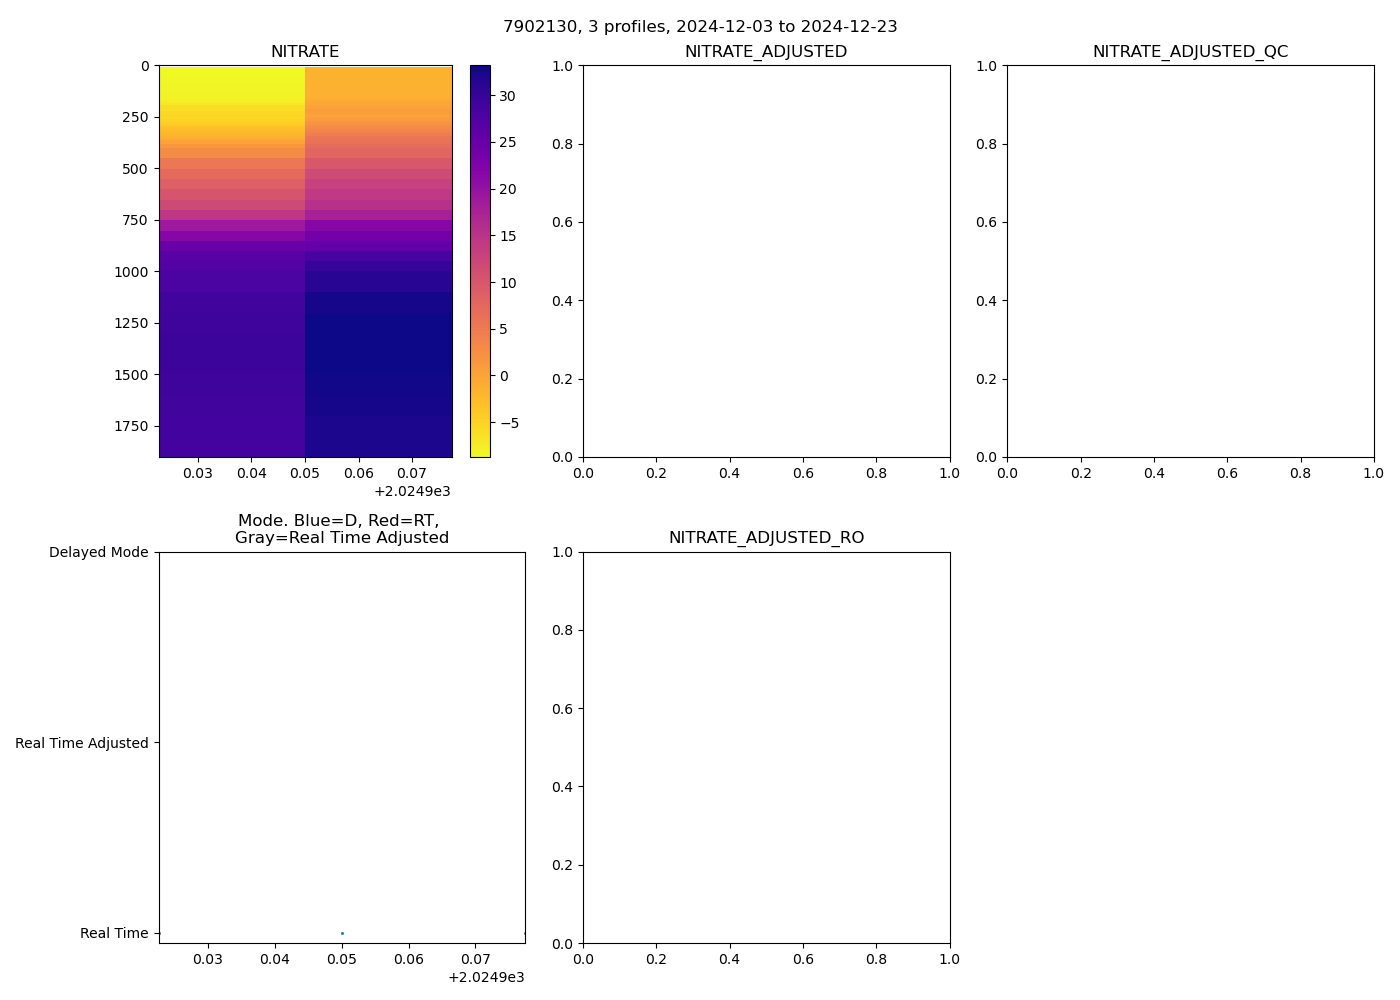 7902130, 3 profiles, 2024-12-03 to 2024-12-23
NITRATE
0
250
500
750
1000
1250
1500
1750
0.03 0.04 0.05 0.06 0.07
+2.0249e3
30
25
20
15
10
5
0
−5
NITRATE_ADJUSTED
1.0
0.8
0.6
0.4
0.2
0.0
0.0 0.2 0.4 0.6 0.8 1.0
NITRATE_ADJUSTED_QC
1.0
0.8
0.6
0.4
0.2
0.0
0.0 0.2 0.4 0.6 0.8 1.0
Mode. Blue=D, Red=RT,
Gray=Real Time Adjusted
Delayed Mode
Real Time Adjusted
Real Time
0.03 0.04 0.05 0.06 0.07
+2.0249e3
NITRATE_ADJUSTED_RO
1.0
0.8
0.6
0.4
0.2
0.0
0.0 0.2 0.4 0.6 0.8 1.0